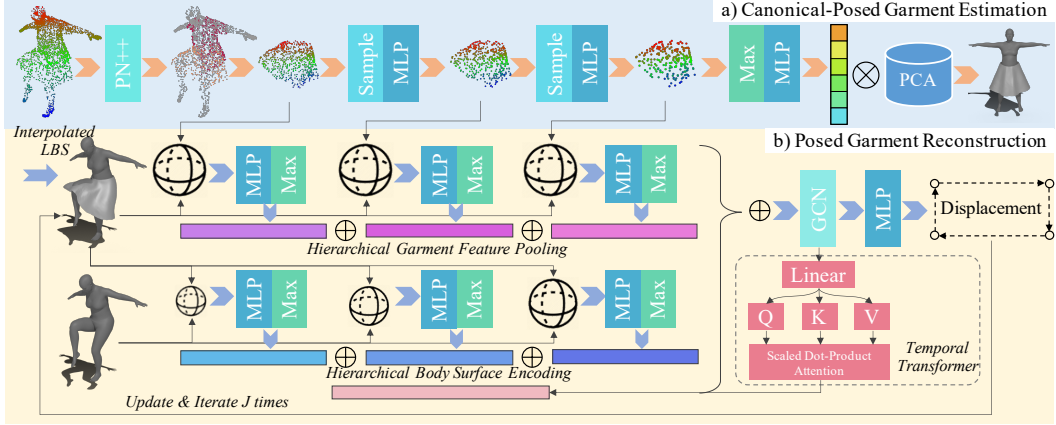 a) Canonical-Posed Garment Estimation
PN++
Sample
MLP
Sample
MLP
Max
MLP
PCA
Interpolated
LBS
b) Posed Garment Reconstruction
MLP
Max
MLP
Max
MLP
Max
GCN
MLP
Displacement
Hierarchical Garment Feature Pooling
MLP
Max
MLP
Max
MLP
Max
Linear
Q
K
V
Scaled Dot-Product
Attention
Temporal
Transformer
Hierarchical Body Surface Encoding
Update & Iterate J times